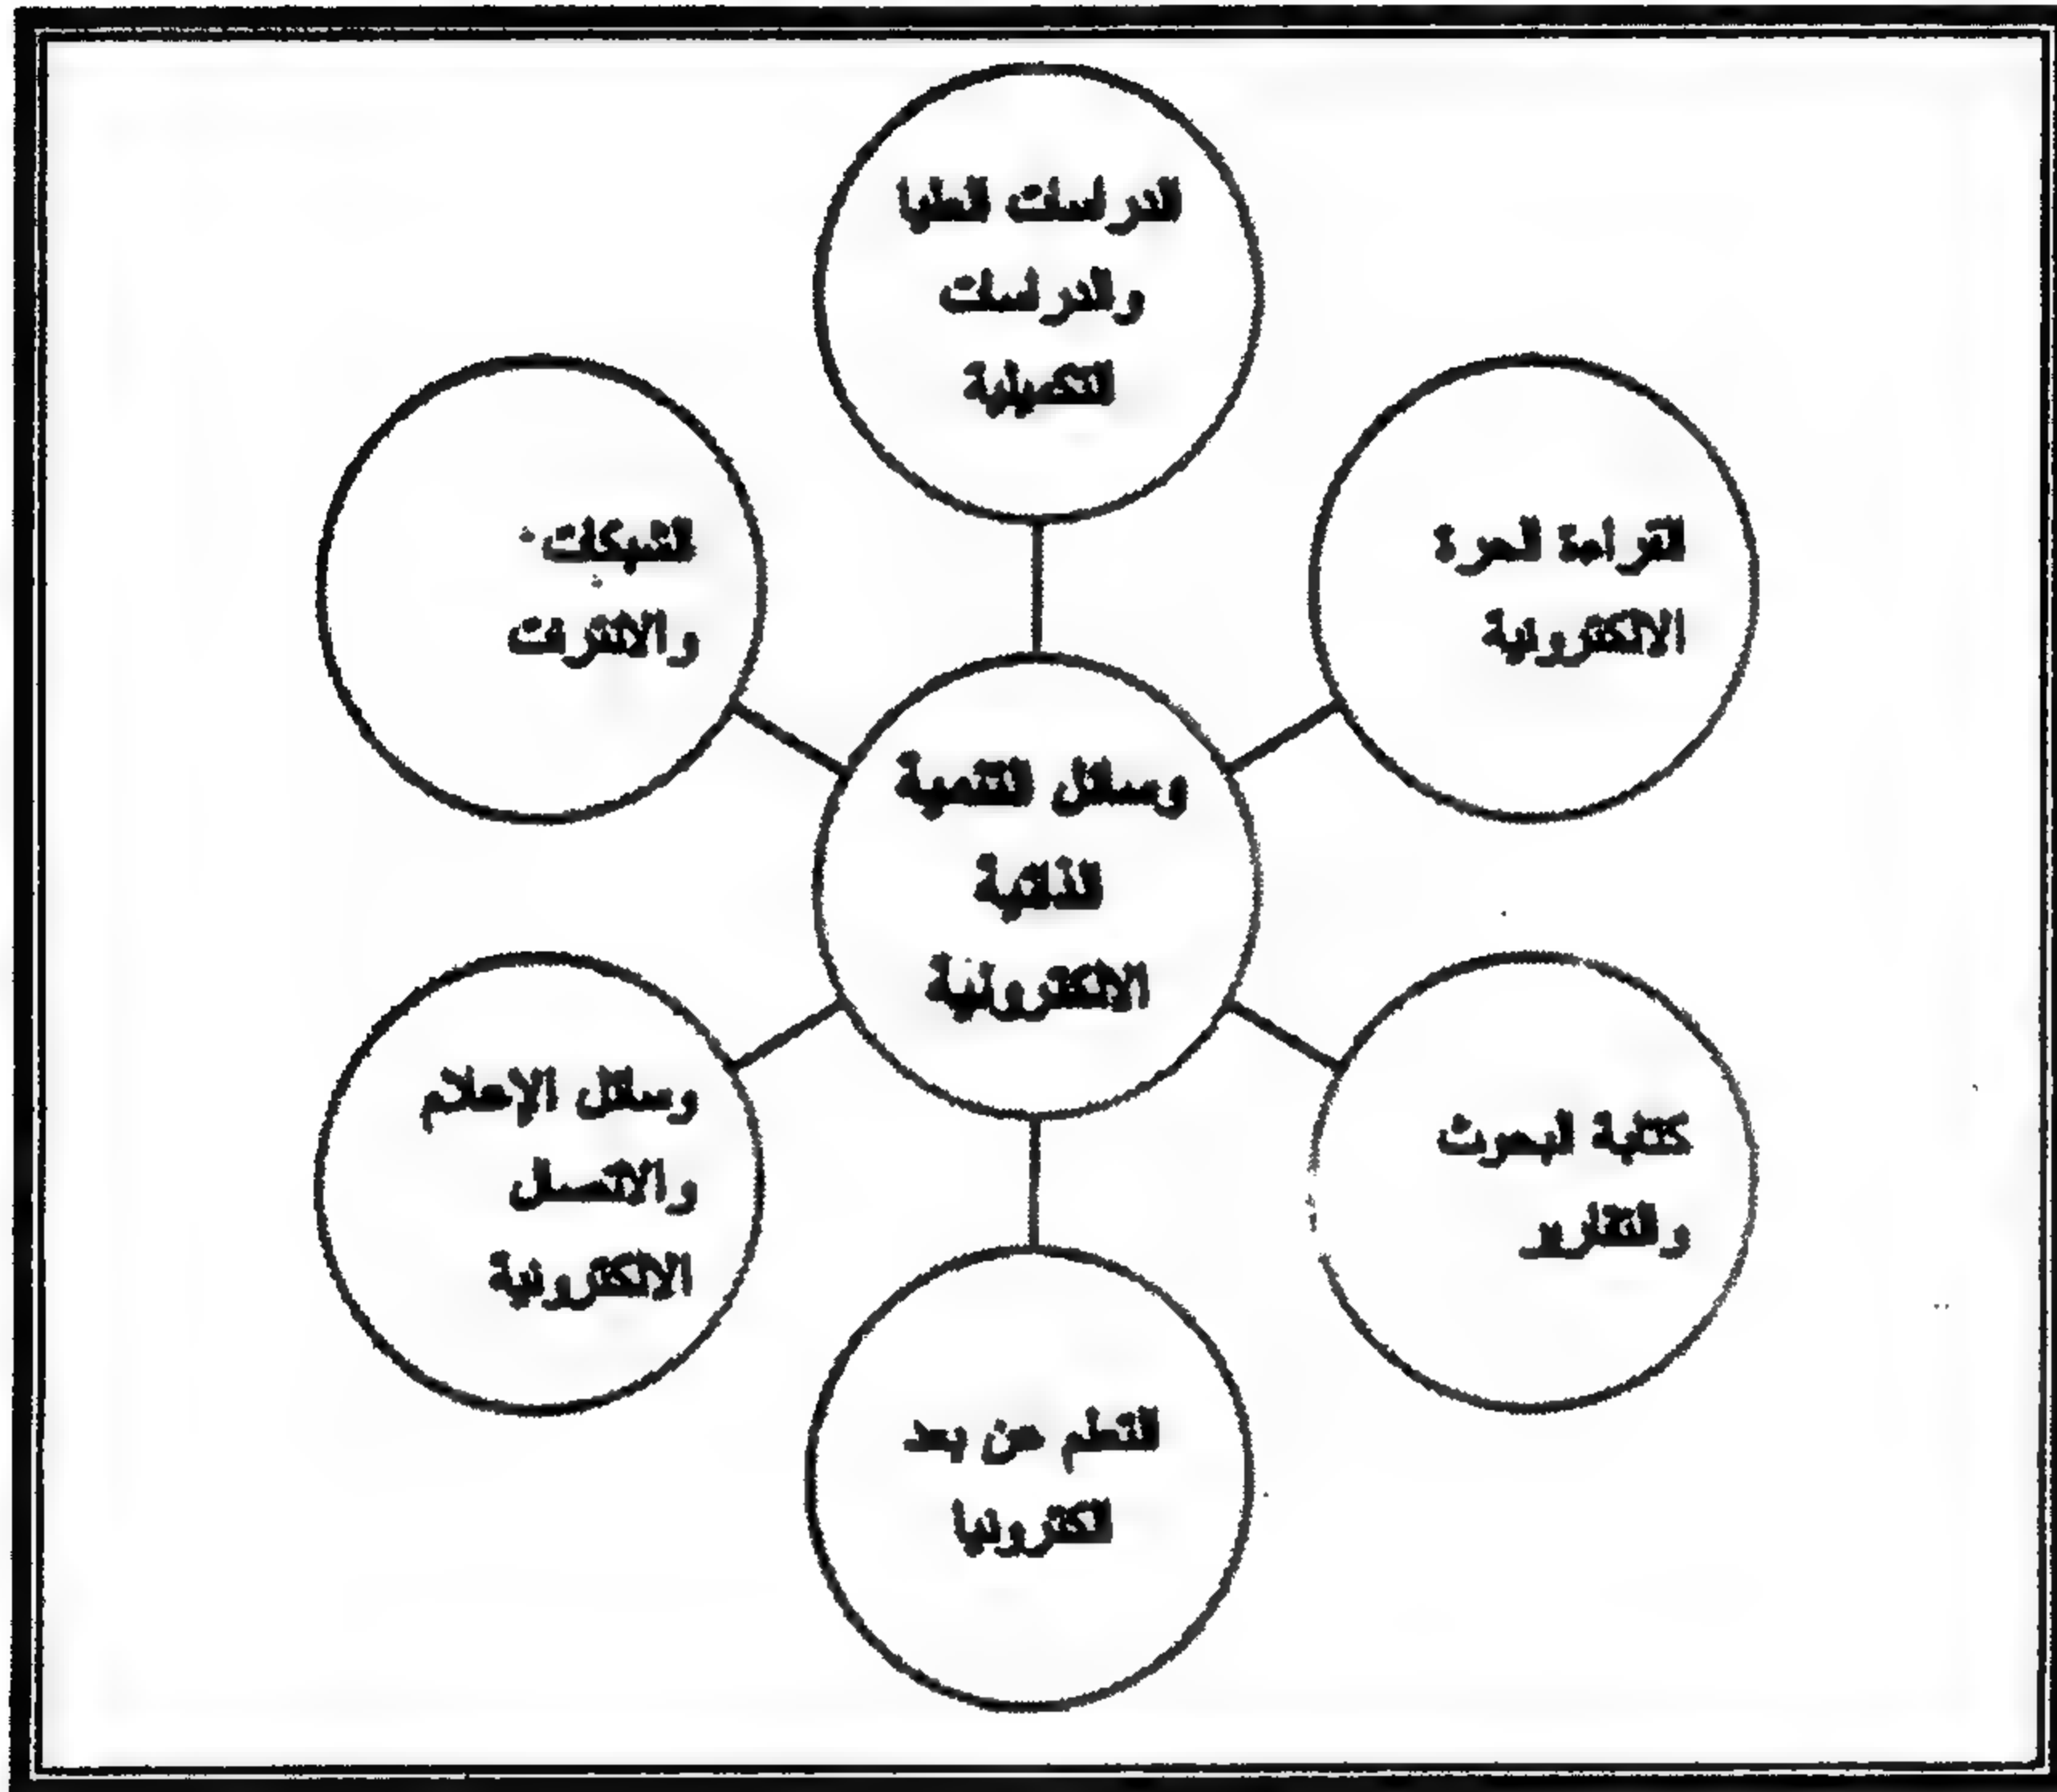 الدراسات العليا
والدراسات
التكميلية
القراءة الحرة
الالكترونية
الشبكات
والانترنت
وسائل التنمية
الذاتية
الالكترونية
كتابة البحوث
والتقارير
وسائل الإعلام
والاتصال
الالكترونية
التعلم عن بعد
الكترونيا